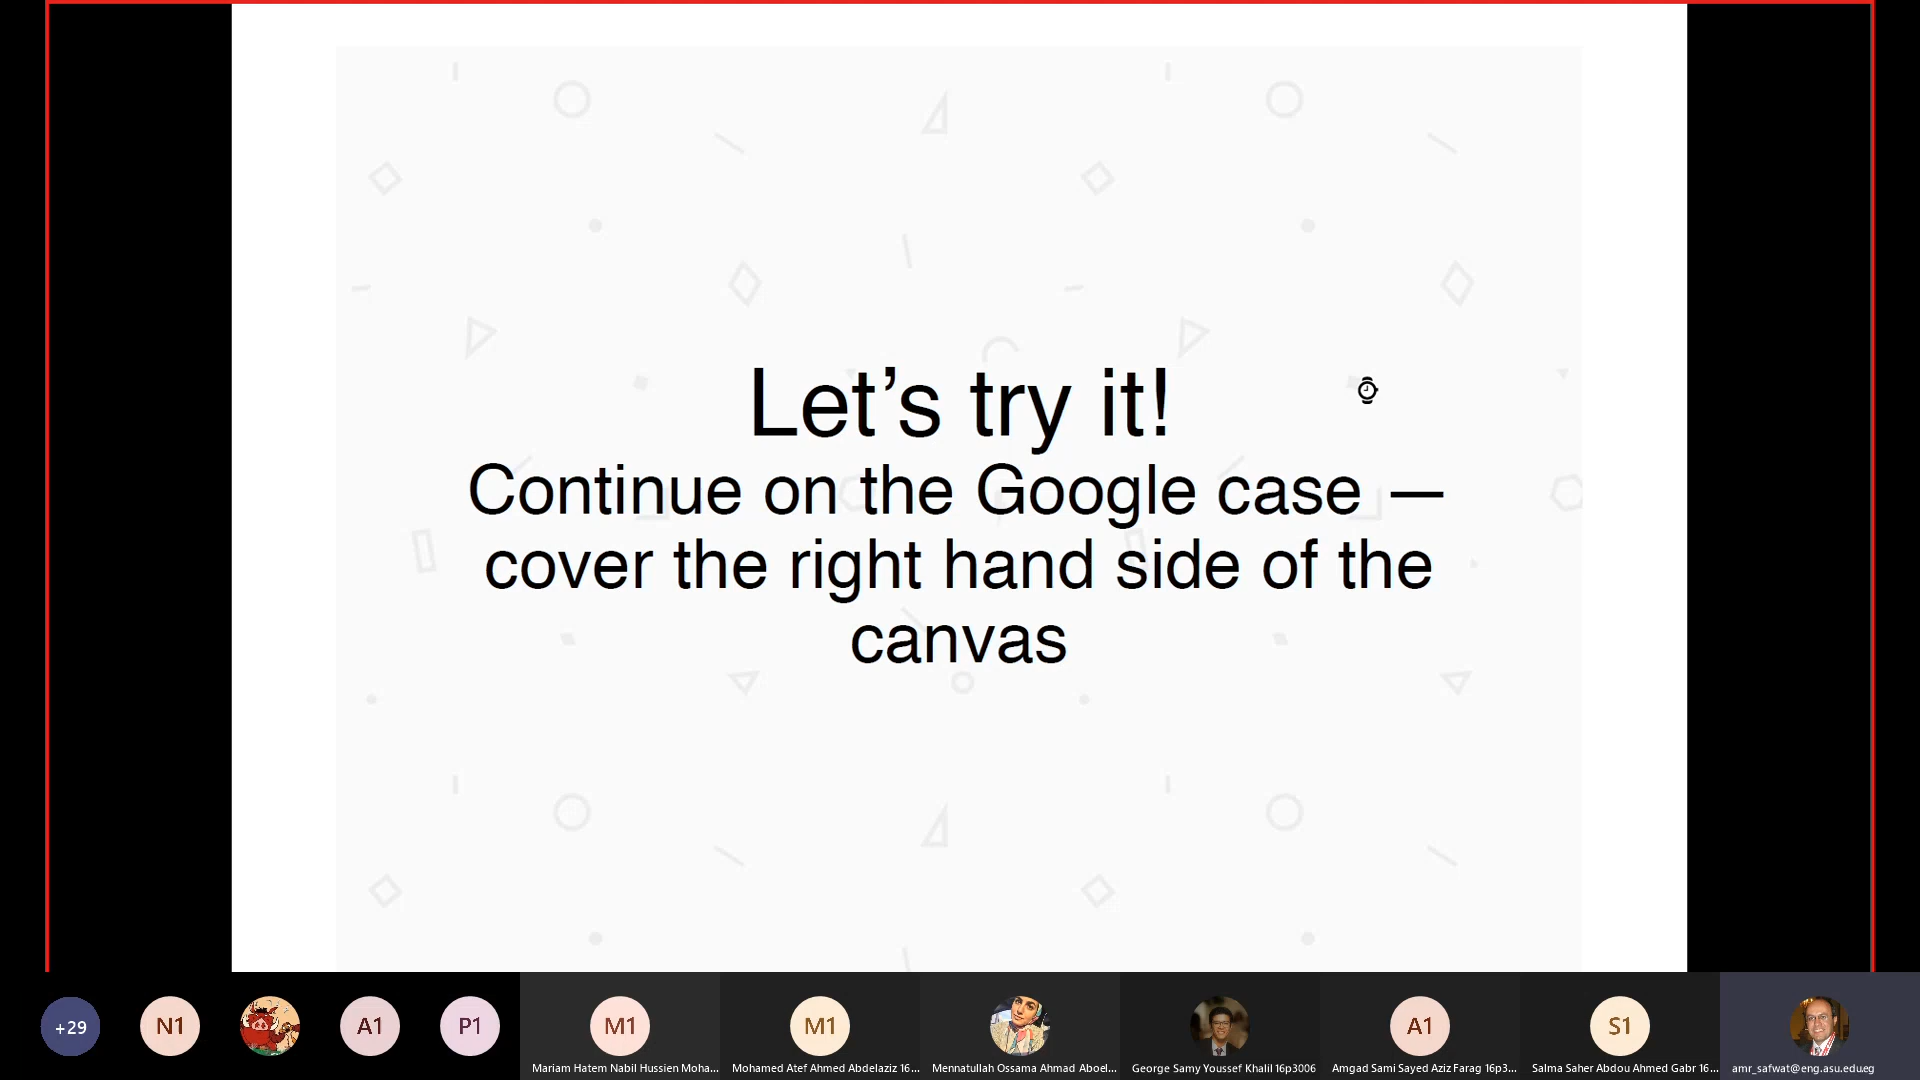 Let’s try it!
Continue on the Google case —
cover the right hand side of the
canvas
+29
N1
A1
P1
M1
M1
A1
S1
Mariam Hatem Nabil Hussien Moha...
Mohamed Atef Ahmed Abdelaziz 16...
Mennatullah Ossama Ahmad Aboel...
George Samy Youssef Khalil 16p3006
Amgad Sami Sayed Aziz Farag 16p3...
Salma Saher Abdou Ahmed Gabr 16...
amr_safwat@eng.asu.edu.eg